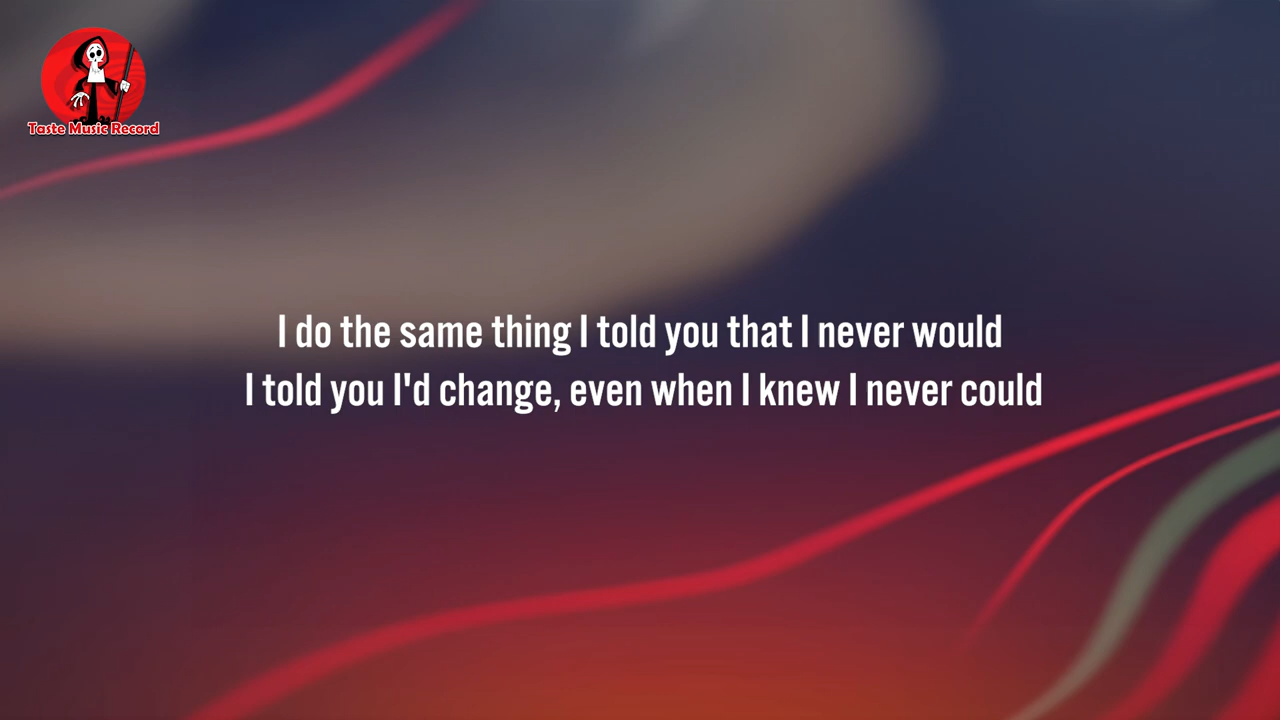 Taste Music Record
I do the same thing I told you that I never would
I told you I'd change, even when I knew I never could